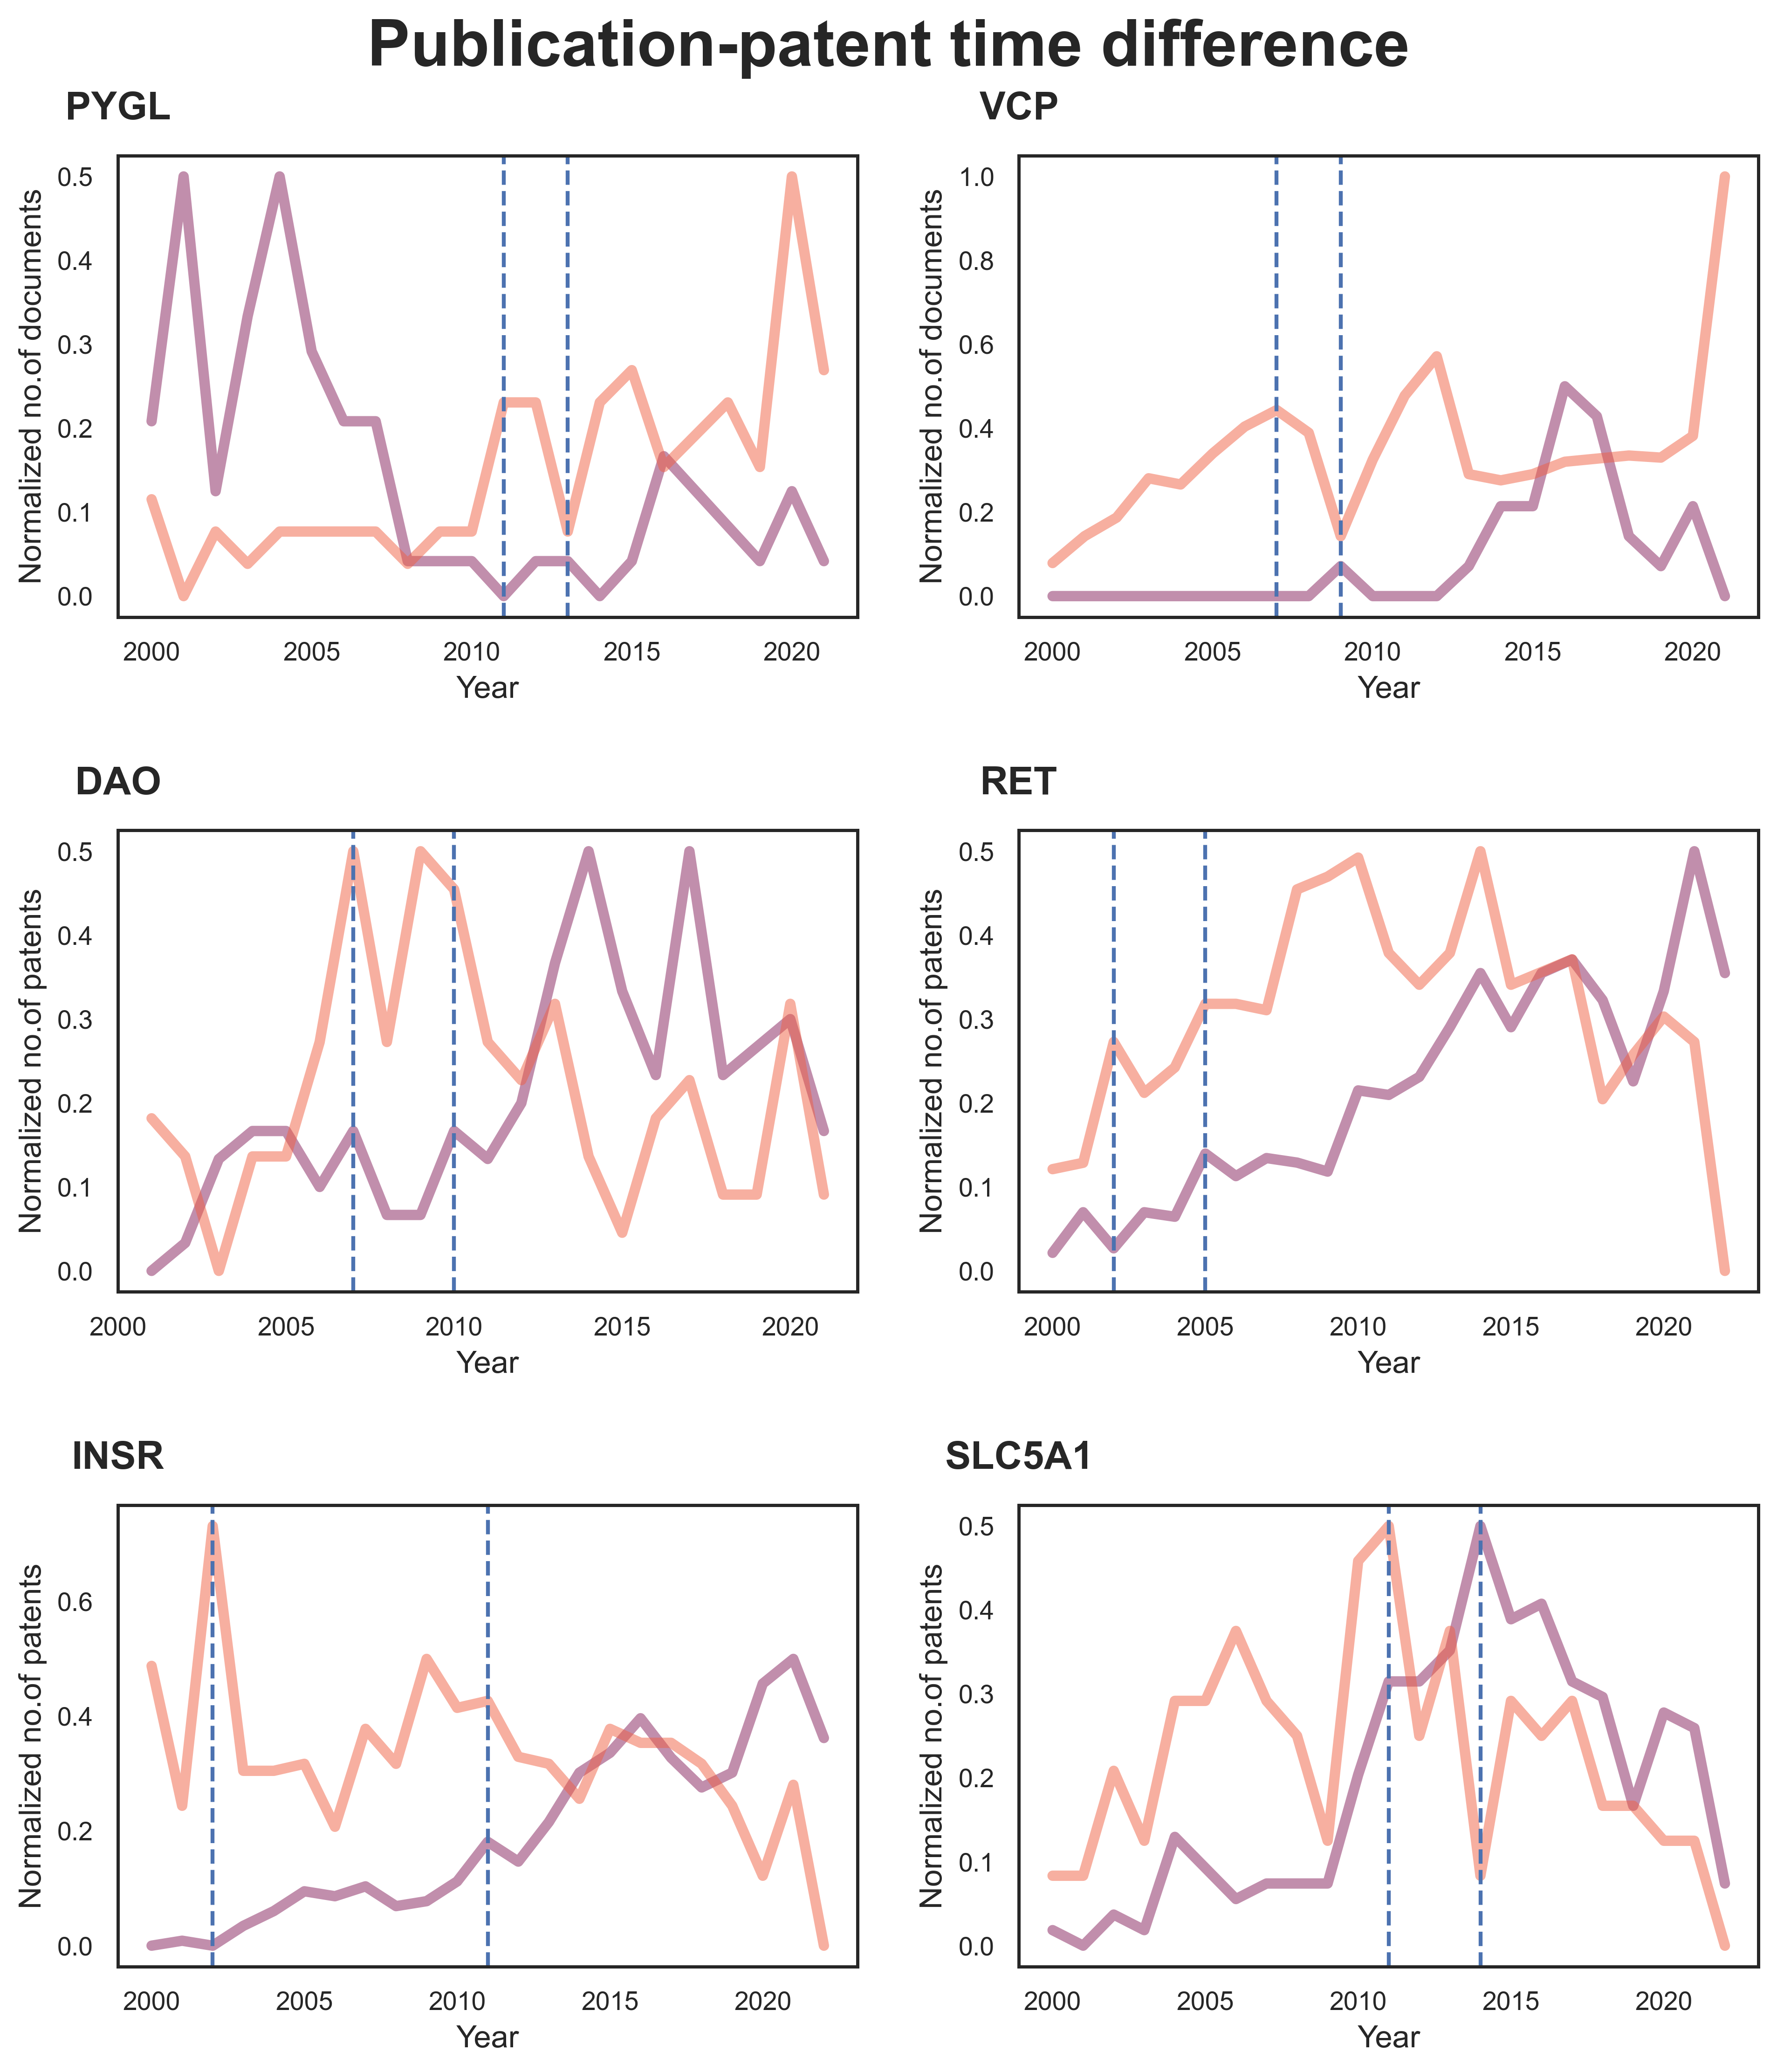 Publication-patent time difference
PYGL
Normalized no.of documents
0.5
0.4
0.3
0.2
0.1
0.0
2000 2005 2010 2015 2020
Year
VCP
Normalized no.of documents
1.0
0.8
0.6
0.4
0.2
0.0
2000 2005 2010 2015 2020
Year
DAO
Normalized no.of patents
0.5
0.4
0.3
0.2
0.1
0.0
2000 2005 2010 2015 2020
Year
RET
Normalized no.of patents
0.5
0.4
0.3
0.2
0.1
0.0
2000 2005 2010 2015 2020
Year
INSR
Normalized no.of patents
0.6
0.4
0.2
0.0
2000 2005 2010 2015 2020
Year
SLC5A1
Normalized no.of patents
0.5
0.4
0.3
0.2
0.1
0.0
2000 2005 2010 2015 2020
Year